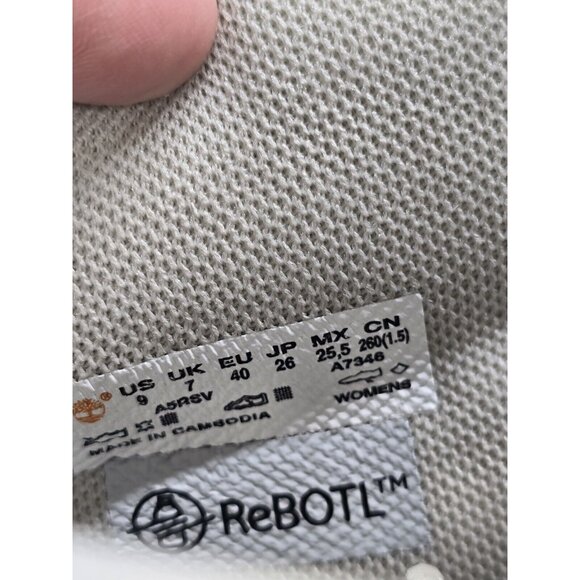 US UK EU JP MX CN
9 7 40 26 25,5 260(1.5)
A5RSV A7346
WOMENS
MADE IN CAMBODIA
ReBOTL™